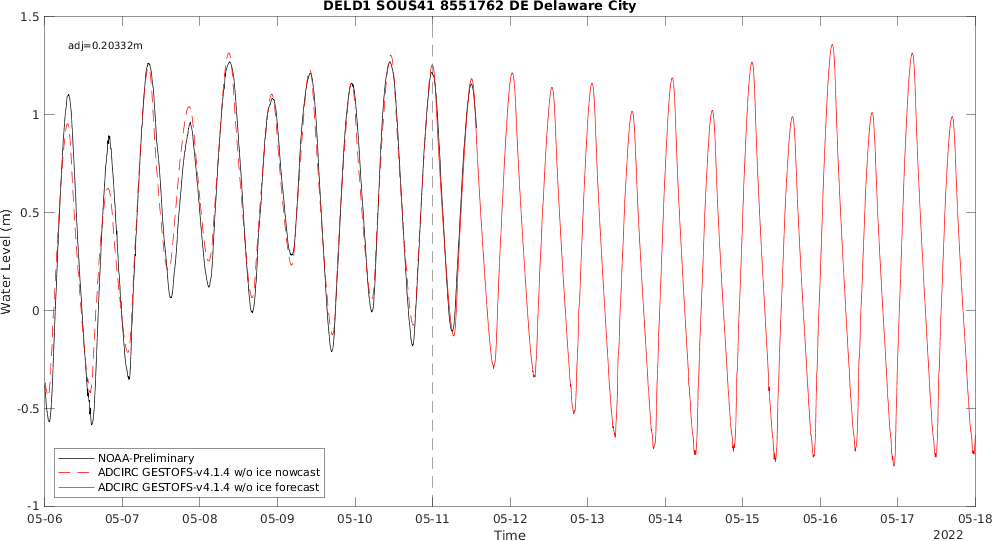 DELD1 SOUS41 8551762 DE Delaware City
adj=0.20332m
Water Level (m)
1.5
1
0.5
0
-0.5
-1
NOAA-Preliminary
ADCIRC GESTOFS-v4.1.4 w/o ice nowcast
ADCIRC GESTOFS-v4.1.4 w/o ice forecast
05-06 05-07 05-08 05-09 05-10 05-11 05-12 05-13 05-14 05-15 05-16 05-17 05-18
Time
2022